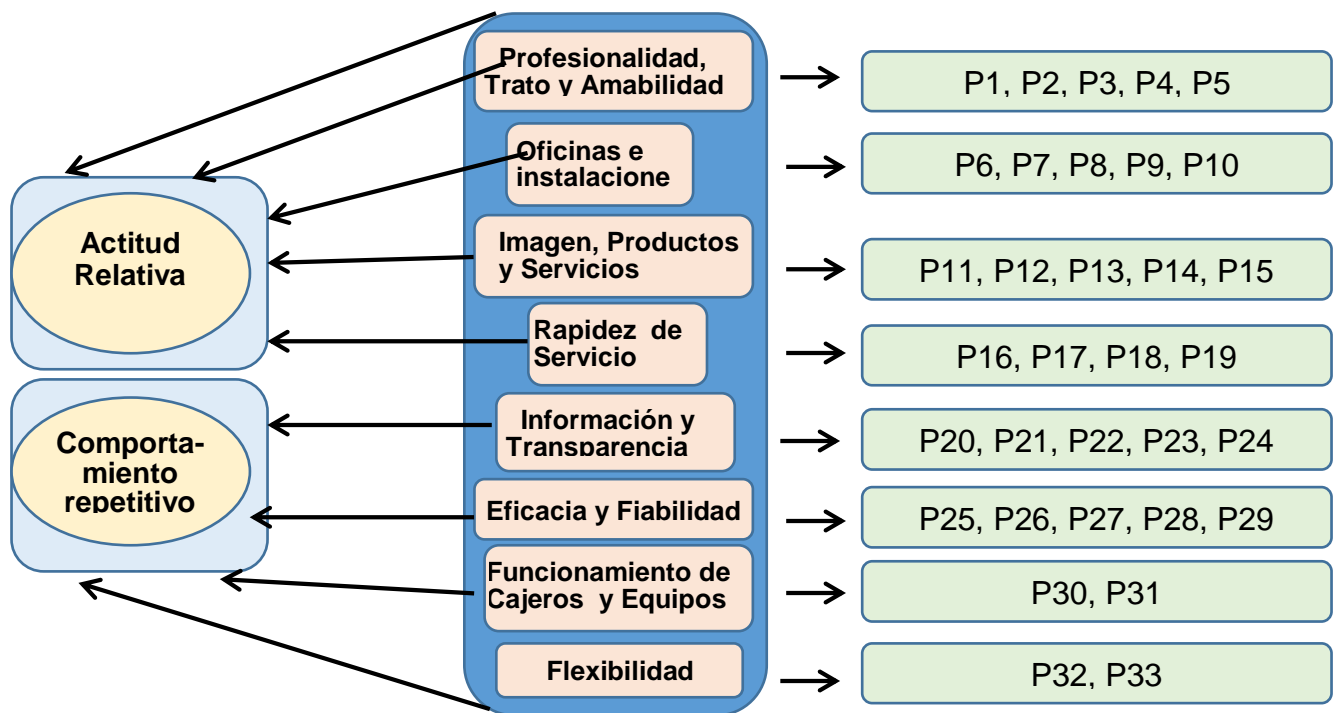 Profesionalidad,
Trato y Amabilidad
P1, P2, P3, P4, P5
Oficinas e
instalacione
P6, P7, P8, P9, P10
Actitud
Relativa
Imagen, Productos
y Servicios
P11, P12, P13, P14, P15
Rapidez de
Servicio
P16, P17, P18, P19
Comporta-
miento
repetitivo
Información y
Transparencia
P20, P21, P22, P23, P24
Eficacia y Fiabilidad
P25, P26, P27, P28, P29
Funcionamiento de
Cajeros y Equipos
P30, P31
Flexibilidad
P32, P33